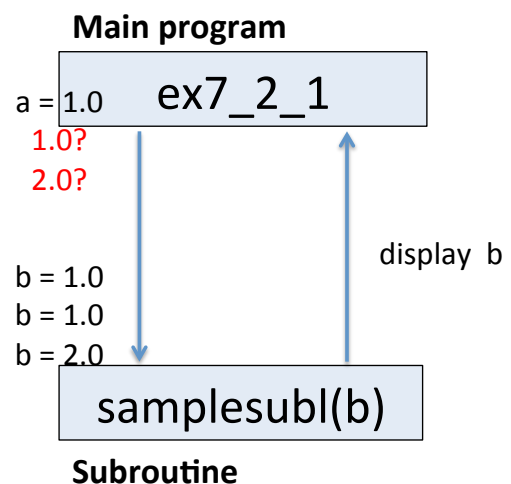 Main program
ex7_2_1
a = 1.0
1.0?
2.0?
display b
b = 1.0
b = 1.0
b = 2.0
samplesubl(b)
Subroutine